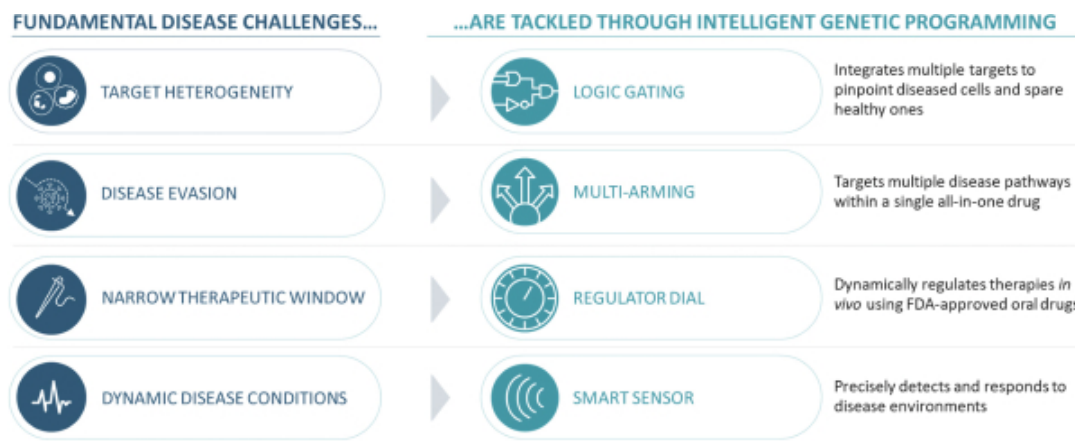 FUNDAMENTAL DISEASE CHALLENGES...
...ARE TACKLED THROUGH INTELLIGENT GENETIC PROGRAMMING
TARGET HETEROGENEITY
LOGIC GATING
Integrates multiple targets to
pinpoint diseased cells and spare
healthy ones
DISEASE EVASION
MULTI-ARMING
Targets multiple disease pathways
within a single all-in-one drug
NARROW THERAPEUTIC WINDOW
REGULATOR DIAL
Dynamically regulates therapies in
vivo using FDA-approved oral drugs
DYNAMIC DISEASE CONDITIONS
SMART SENSOR
Precisely detects and responds to
disease environments